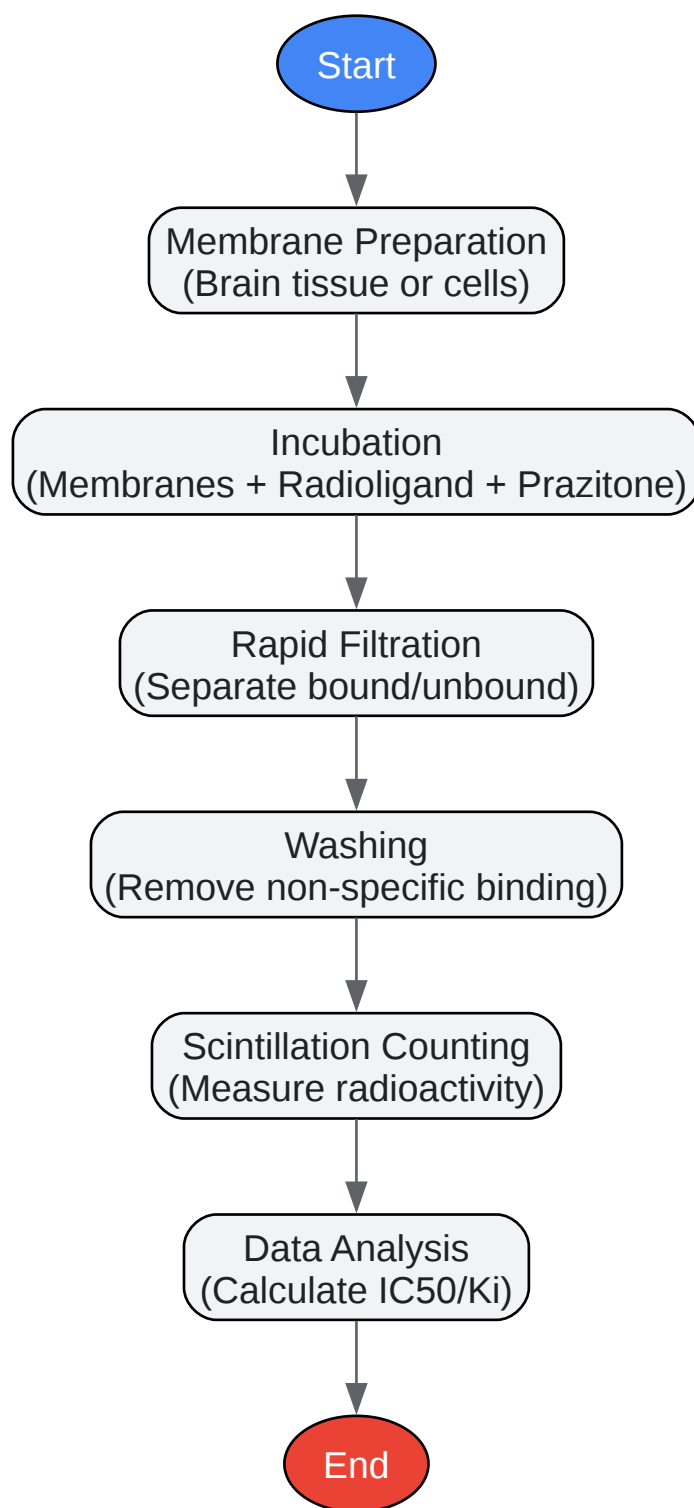 Start
Membrane Preparation
(Brain tissue or cells)
Incubation
(Membranes + Radioligand + Prazitone)
Rapid Filtration
(Separate bound/unbound)
Washing
(Remove non-specific binding)
Scintillation Counting
(Measure radioactivity)
Data Analysis
(Calculate IC50/Ki)
End